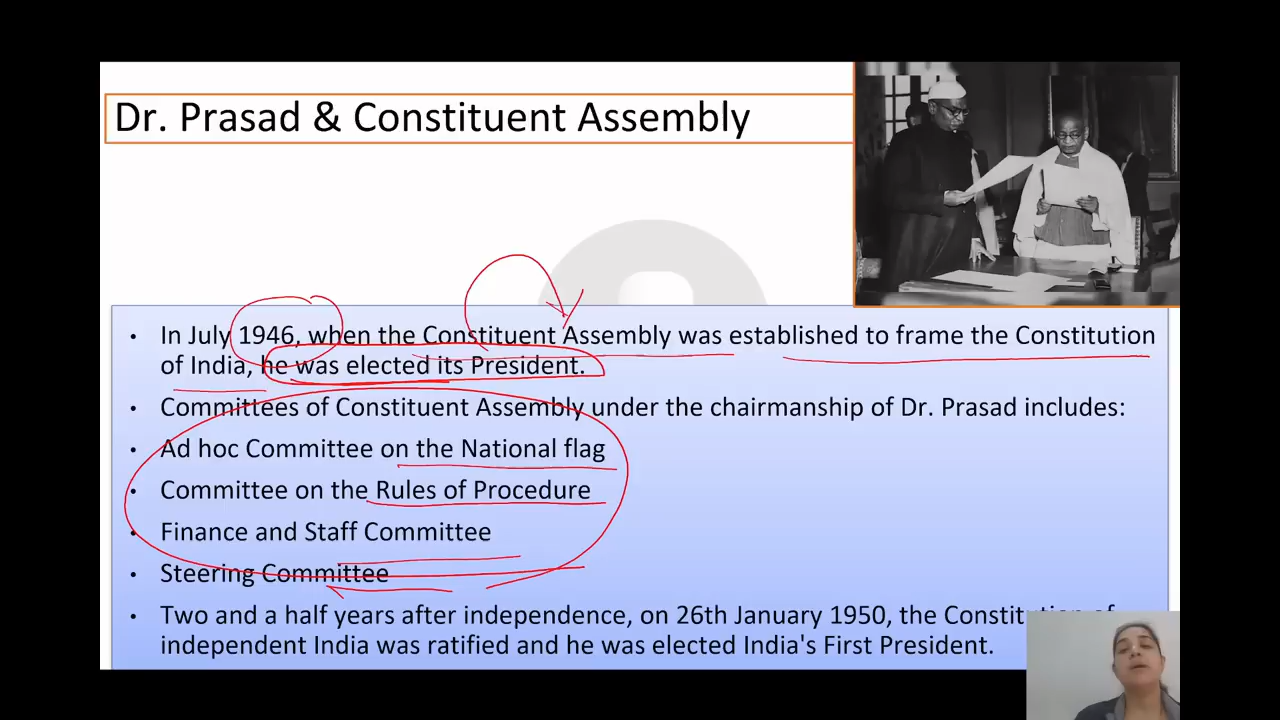 Dr. Prasad & Constituent Assembly
• In July 1946, when the Constituent Assembly was established to frame the Constitution
of India, he was elected its President.
• Committees of Constituent Assembly under the chairmanship of Dr. Prasad includes:
• Ad hoc Committee on the National flag
• Committee on the Rules of Procedure
• Finance and Staff Committee
• Steering Committee
• Two and a half years after independence, on 26th January 1950, the Constitution of
independent India was ratified and he was elected India's First President.